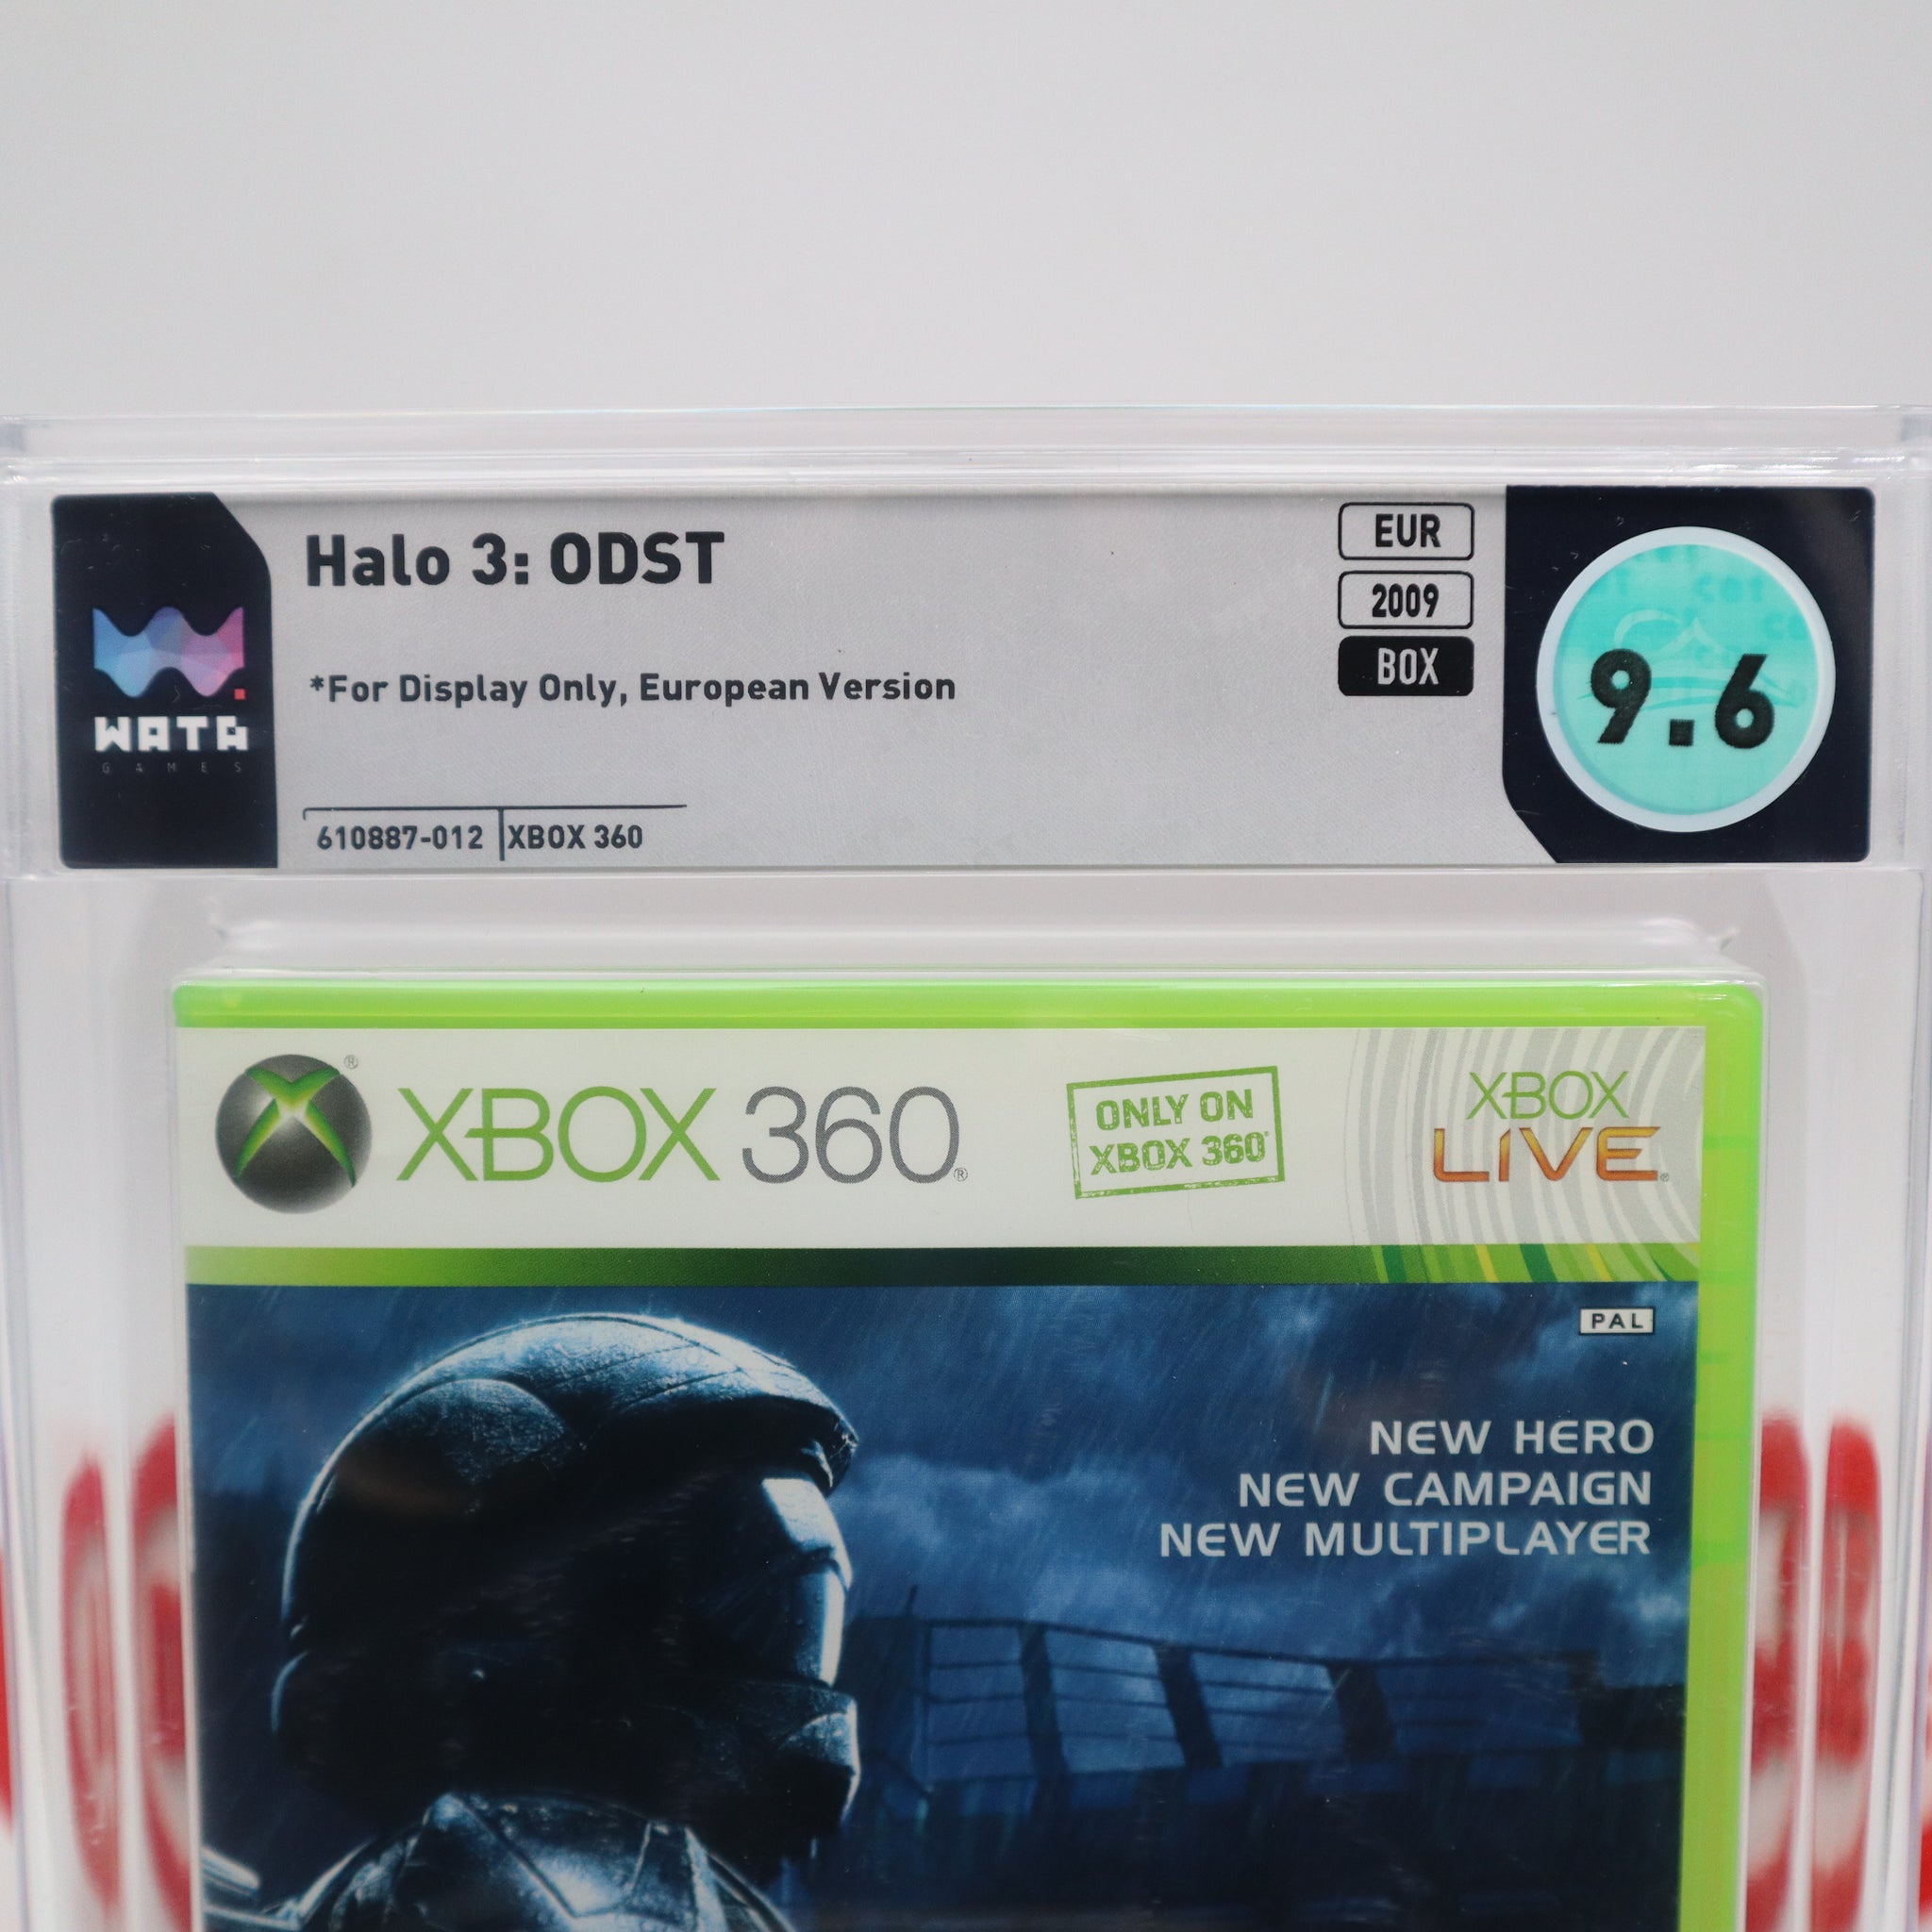 Halo 3: ODST
*For Display Only, European Version
610887-012
XBOX 360
WATA
GAMES
EUR
2009
BOX
9.6
XBOX 360®
ONLY ON
XBOX 360
XBOX
LIVE
PAL
NEW HERO
NEW CAMPAIGN
NEW MULTIPLAYER